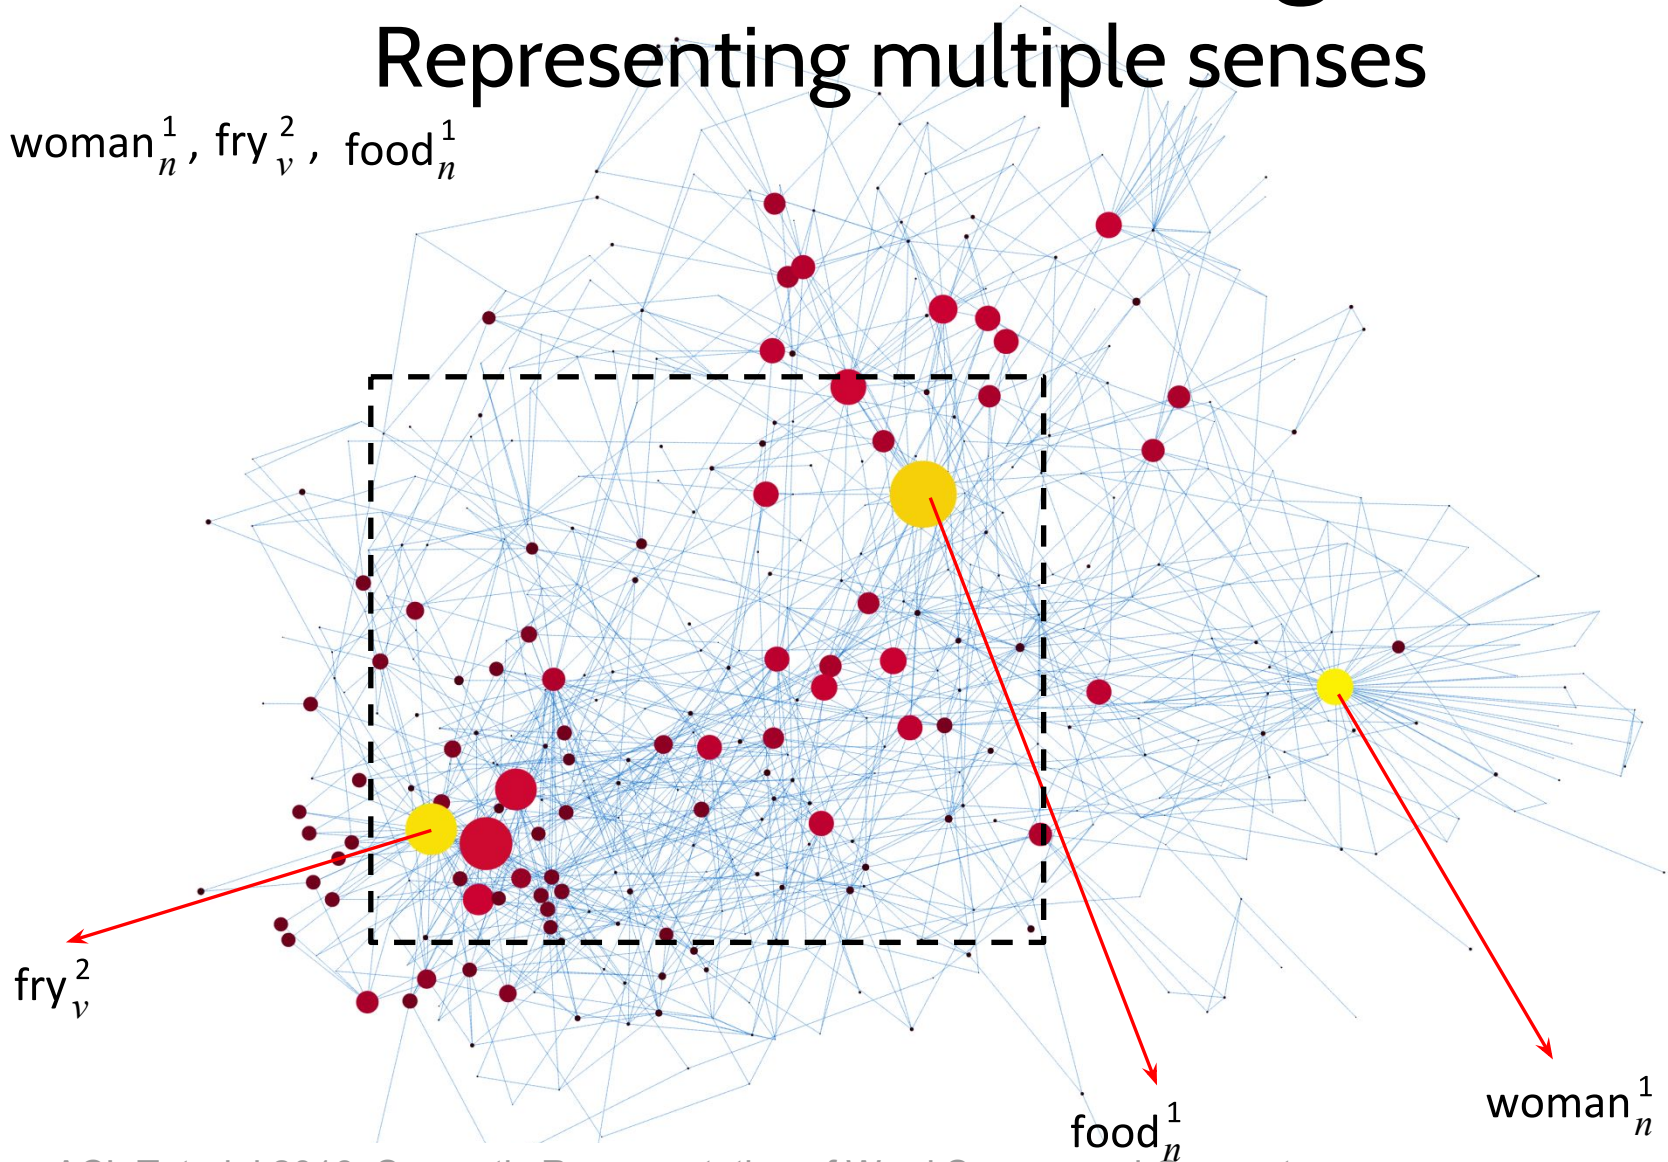 Representing multiple senses
woman 1 n , fry 2 v , food 1 n
fry 2 v
food 1 n
woman 1 n